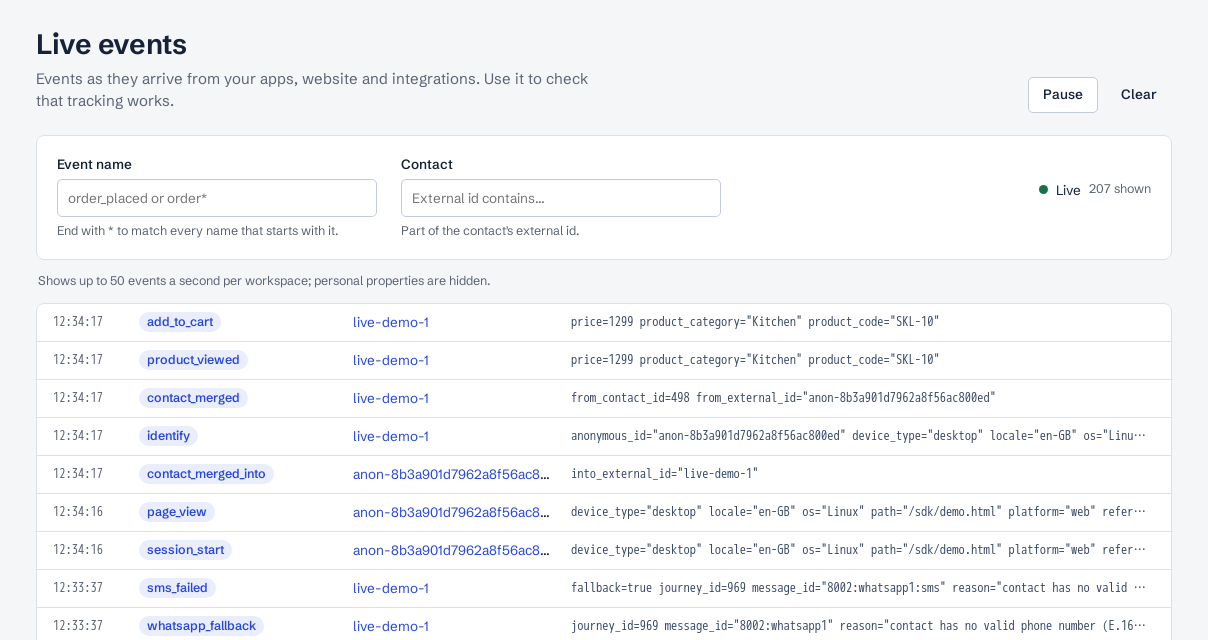 Live events
Events as they arrive from your apps, website and integrations. Use it to check
that tracking works.
Pause
Clear
Event name
Contact
order_placed or order*
External id contains...
Live
207 shown
End with * to match every name that starts with it.
Part of the contact's external id.
Shows up to 50 events a second per workspace; personal properties are hidden.
12:34:17 add_to_cart live-demo-1 price=1299 product_category="Kitchen" product_code="SKL-10"
12:34:17 product_viewed live-demo-1 price=1299 product_category="Kitchen" product_code="SKL-10"
12:34:17 contact_merged live-demo-1 from_contact_id=498 from_external_id="anon-8b3a901d7962a8f56ac800ed"
12:34:17 identify live-demo-1 anonymous_id="anon-8b3a901d7962a8f56ac800ed" device_type="desktop" locale="en-GB" os="Linu…
12:34:17 contact_merged_into anon-8b3a901d7962a8f56ac8… into_external_id="live-demo-1"
12:34:16 page_view anon-8b3a901d7962a8f56ac8… device_type="desktop" locale="en-GB" os="Linux" path="/sdk/demo.html" platform="web" refer…
12:34:16 session_start anon-8b3a901d7962a8f56ac8… device_type="desktop" locale="en-GB" os="Linux" path="/sdk/demo.html" platform="web" refer…
12:33:37 sms_failed live-demo-1 fallback=true journey_id=969 message_id="8002:whatsapp1:sms" reason="contact has no valid …
12:33:37 whatsapp_fallback live-demo-1 journey_id=969 message_id="8002:whatsapp1" reason="contact has no valid phone number (E.16…